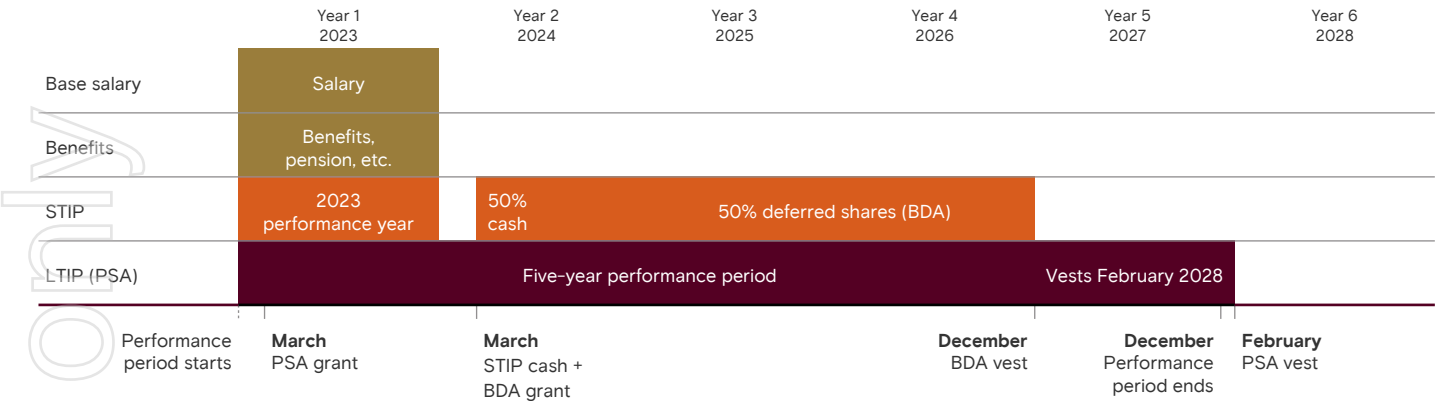 Year 1
2023
Year 2
2024
Year 3
2025
Year 4
2026
Year 5
2027
Year 6
2028
Base salary
Salary
Benefits
Benefits,
pension, etc.
STIP
2023
performance year
50%
cash
50% deferred shares (BDA)
LTIP (PSA)
Five-year performance period
Vests February 2028
Performance
period starts
March
PSA grant
March
STIP cash +
BDA grant
December
BDA vest
December
Performance
period ends
February
PSA vest
only